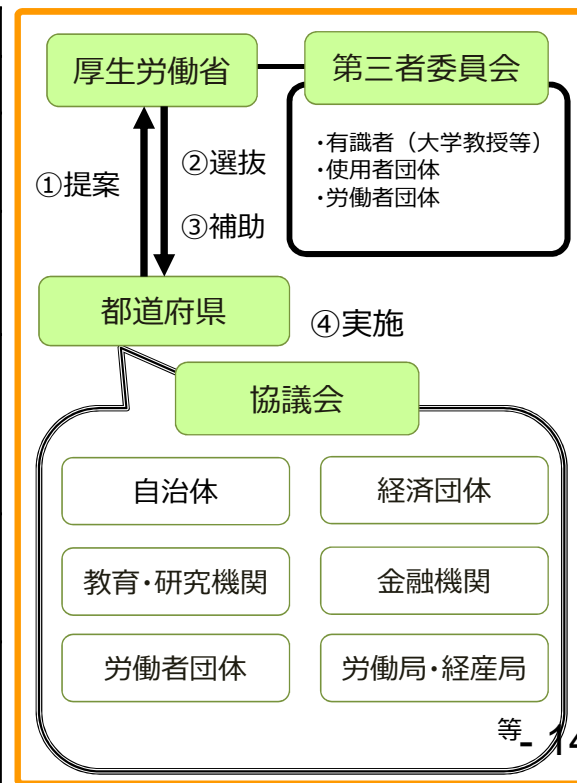 厚生労働省
第三者委員会
・有識者（大学教授等）
・使用者団体
・労働者団体
①提案
②選抜
③補助
都道府県
④実施
協議会
自治体
経済団体
教育・研究機関
金融機関
労働者団体
労働局・経産局
等
- 14